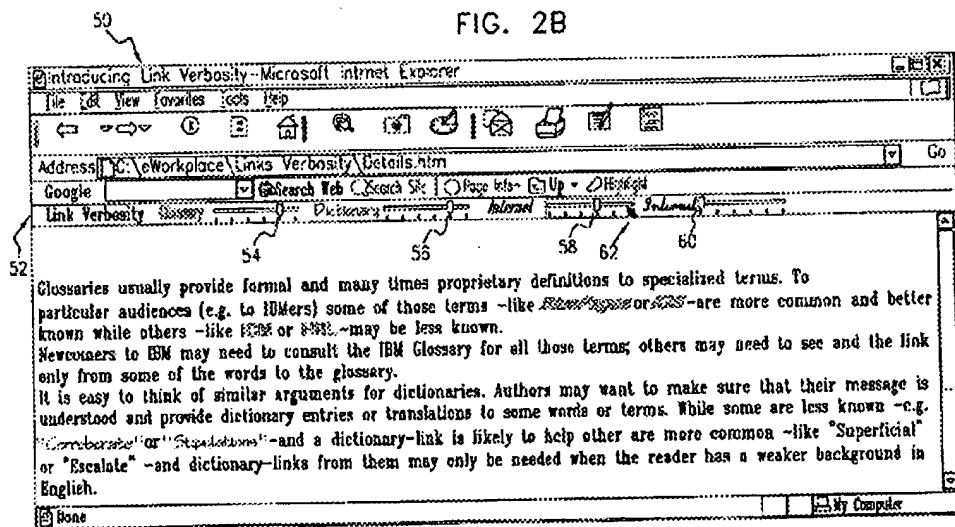 FIG. 2B
50
Introducing Link Verbosity-Microsoft Intrnet Explorer
File Edit View Favorites Tools Help
Address C:\eWorkplace\Links Verbosity\Details.htm Go
Google Search Web Search Site Page Info Up Highlight
Link Verbosity Glossary Dictionary Internet
52 54 56 58 62 60
Glossaries usually provide formal and many times proprietary definitions to specialized terms. To
particular audiences (e.g. to IBMers) some of those terms -like or -are more common and better
known while others -like or -may be less known.
Newcomers to IBM may need to consult the IBM Glossary for all those terms; others may need to see and the link
only from some of the words to the glossary.
It is easy to think of similar arguments for dictionaries. Authors may want to make sure that their message is
understood and provide dictionary entries or translations to some words or terms. While some are less known -e.g.
"Corroborate" or "Stipulations" -and a dictionary-link is likely to help other are more common -like "Superficial"
or "Escalate" -and dictionary-links from them may only be needed when the reader has a weaker background in
English.
Done My Computer